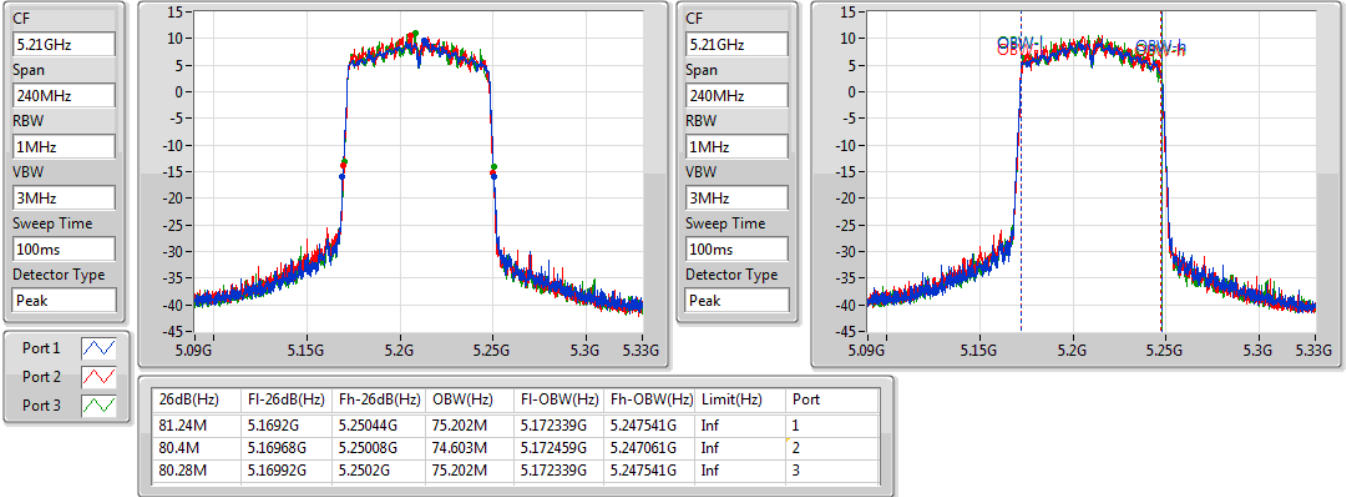 CF
5.21GHz
Span
240MHz
RBW
1MHz
VBW
3MHz
Sweep Time
100ms
Detector Type
Peak
15
10
5
0
-5
-10
-15
-20
-25
-30
-35
-40
-45
5.09G 5.15G 5.2G 5.25G 5.3G 5.33G
CF
5.21GHz
Span
240MHz
RBW
1MHz
VBW
3MHz
Sweep Time
100ms
Detector Type
Peak
15
10
5
0
-5
-10
-15
-20
-25
-30
-35
-40
-45
OBW-l OBW-h
5.09G 5.15G 5.2G 5.25G 5.3G 5.33G
Port 1
Port 2
Port 3
26dB(Hz) Fl-26dB(Hz) Fh-26dB(Hz) OBW(Hz) Fl-OBW(Hz) Fh-OBW(Hz) Limit(Hz) Port
81.24M 5.1692G 5.25044G 75.202M 5.172339G 5.247541G Inf 1
80.4M 5.16968G 5.25008G 74.603M 5.172459G 5.247061G Inf 2
80.28M 5.16992G 5.2502G 75.202M 5.172339G 5.247541G Inf 3